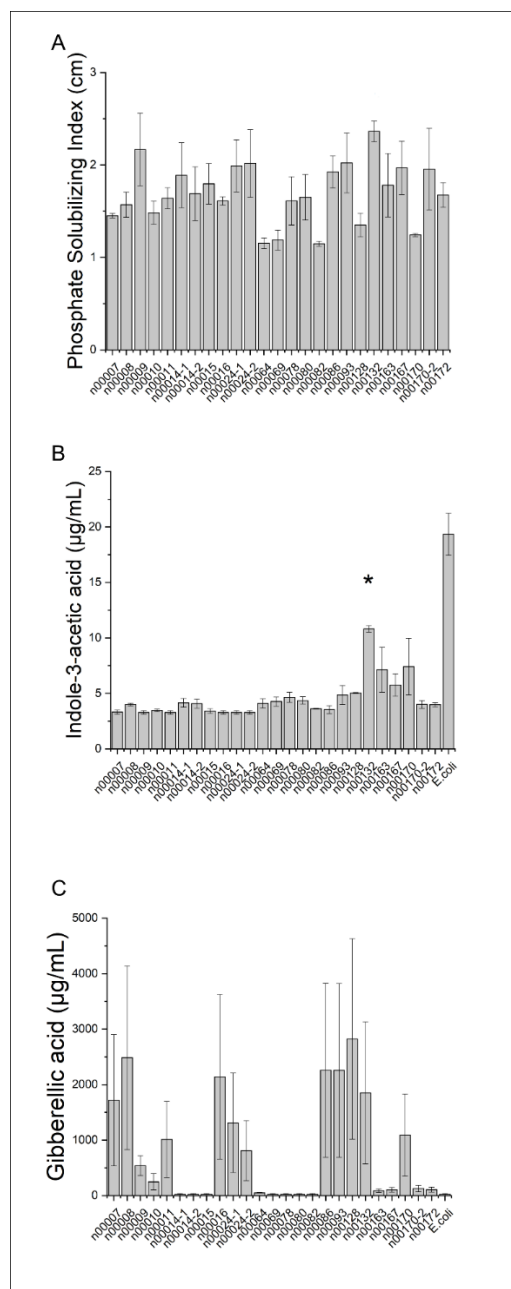 A
Phosphate Solubilizing Index (cm)
3
2
1
0
n00007 n00008 n00009 n00010 n00011 n00014-1 n00014-2 n00015 n00016 n00024-1 n00024-2 n00064 n00069 n00078 n00080 n00082 n00086 n00093 n00128 n00132 n00163 n00167 n00170 n00170-2 n00172
B
Indole-3-acetic acid (µg/mL)
25
20
15
10
5
0
*
n00007 n00008 n00009 n00010 n00011 n00014-1 n00014-2 n00015 n00016 n00024-1 n00024-2 n00064 n00069 n00078 n00080 n00082 n00086 n00093 n00128 n00132 n00163 n00167 n00170 n00170-2 n00172 E.coli
C
Gibberellic acid (µg/mL)
5000
4000
3000
2000
1000
0
n00007 n00008 n00009 n00010 n00011 n00014-1 n00014-2 n00015 n00016 n00024-1 n00024-2 n00064 n00069 n00078 n00080 n00082 n00086 n00093 n00128 n00132 n00163 n00167 n00170 n00170-2 n00172 E.coli